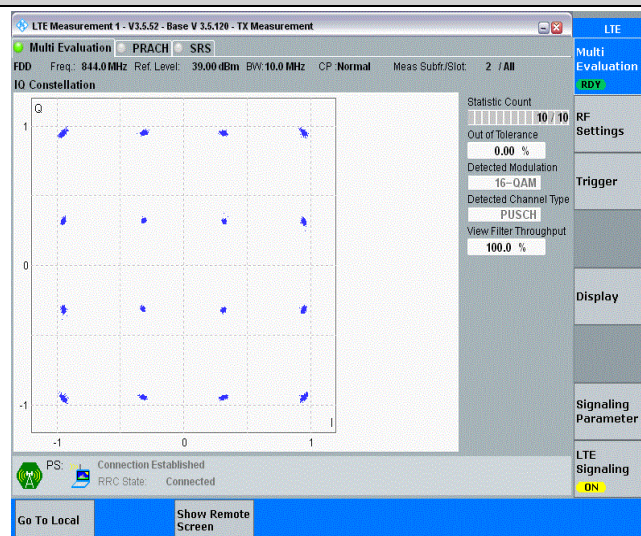 LTE Measurement 1 - V3.5.52 - Base V 3.5.120 - TX Measurement
LTE
Multi Evaluation PRACH SRS
Multi
Evaluation
RDY
FDD Freq.: 844.0 MHz Ref. Level: 39.00 dBm BW: 10.0 MHz CP :Normal Meas Subfr./Slot: 2 / All
IQ Constellation
Statistic Count
10 / 10
Out of Tolerance
0.00 %
Detected Modulation
16-QAM
Detected Channel Type
PUSCH
View Filter Throughput
100.0 %
Q
1
0
-1
I
-1 0 1
RF
Settings
Trigger
Display
Signaling
Parameter
LTE
Signaling
ON
PS: Connection Established
RRC State: Connected
Go To Local
Show Remote
Screen